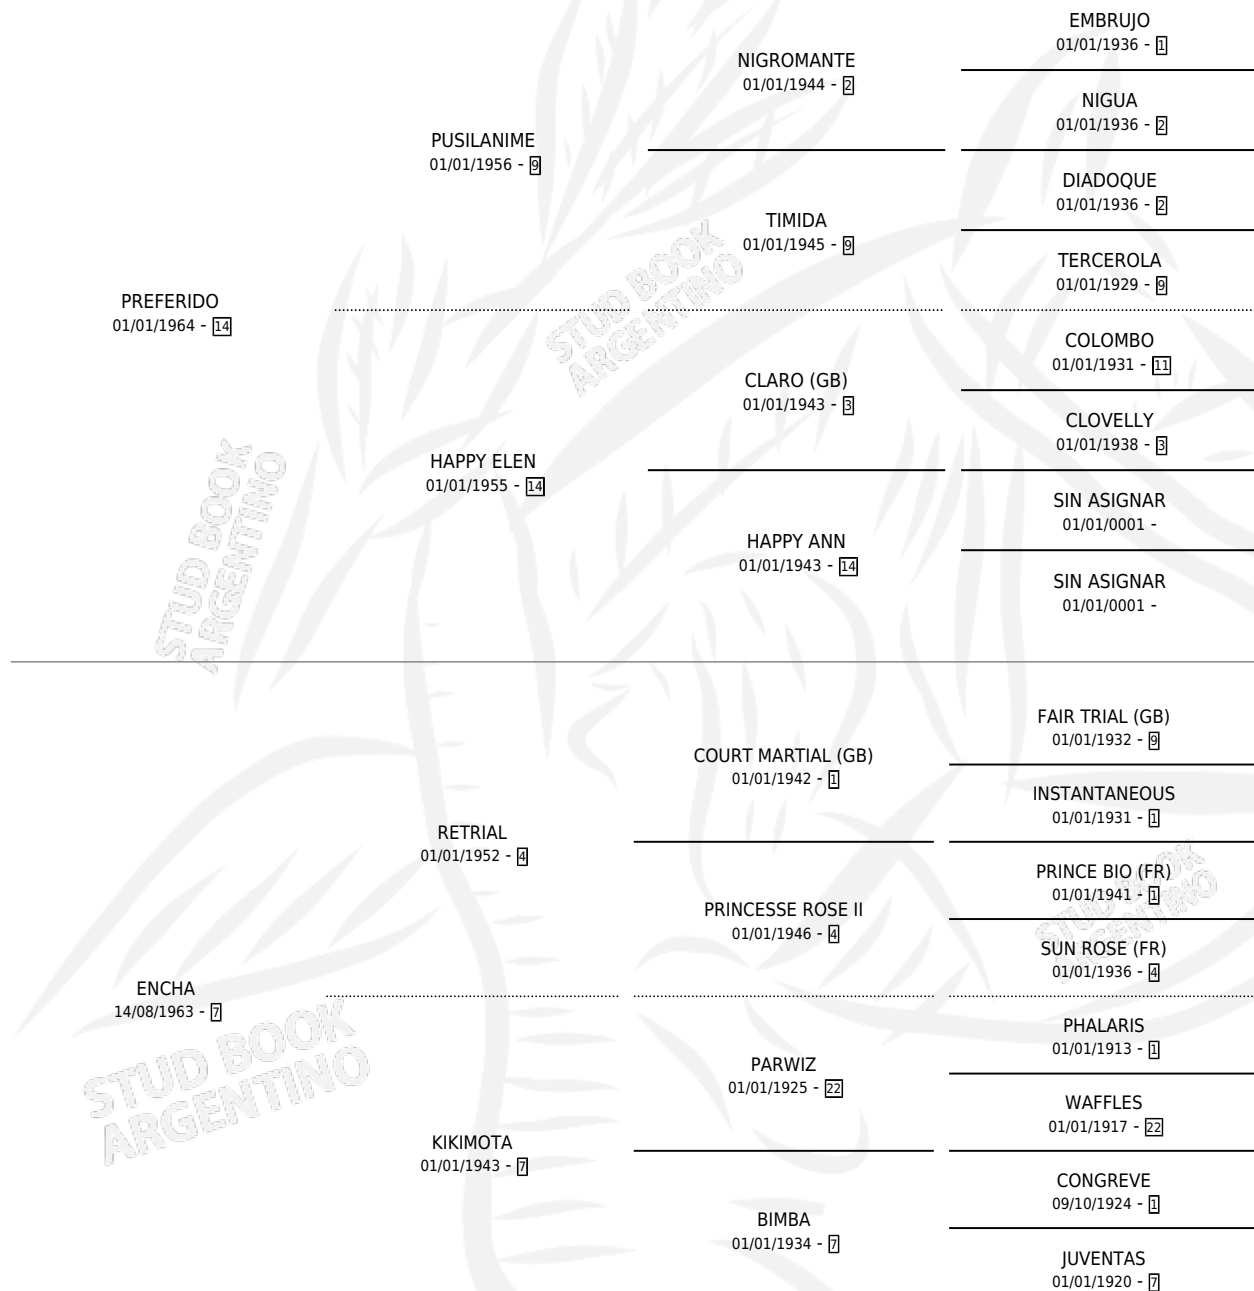 EMBRUJO
01/01/1936 - 1
NIGROMANTE
01/01/1944 - 2
NIGUA
01/01/1936 - 2
PUSILANIME
01/01/1956 - 9
DIADOQUE
01/01/1936 - 2
TIMIDA
01/01/1945 - 9
TERCEROLA
01/01/1929 - 9
PREFERIDO
01/01/1964 - 14
COLOMBO
01/01/1931 - 11
CLARO (GB)
01/01/1943 - 3
CLOVELLY
01/01/1938 - 3
HAPPY ELEN
01/01/1955 - 14
SIN ASIGNAR
01/01/0001 -
HAPPY ANN
01/01/1943 - 14
SIN ASIGNAR
01/01/0001 -
STUD BOOK
ARGENTINO
STUD BOOK
ARGENTINO
FAIR TRIAL (GB)
01/01/1932 - 9
COURT MARTIAL (GB)
01/01/1942 - 1
INSTANTANEOUS
01/01/1931 - 1
RETRIAL
01/01/1952 - 4
PRINCE BIO (FR)
01/01/1941 - 1
PRINCESSE ROSE II
01/01/1946 - 4
SUN ROSE (FR)
01/01/1936 - 4
STUD BOOK
ARGENTINO
ENCHA
14/08/1963 - 7
PHALARIS
01/01/1913 - 1
PARWIZ
01/01/1925 - 22
WAFFLES
01/01/1917 - 22
STUD BOOK
ARGENTINO
KIKIMOTA
01/01/1943 - 7
CONGREVE
09/10/1924 - 1
BIMBA
01/01/1934 - 7
JUVENTAS
01/01/1920 - 7